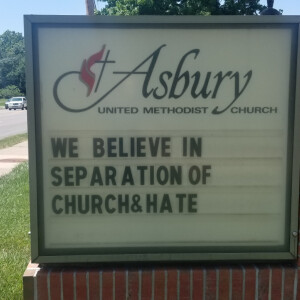 Asbury
UNITED METHODIST CHURCH
WE BELIEVE IN
SEPARATION OF
CHURCH&HATE